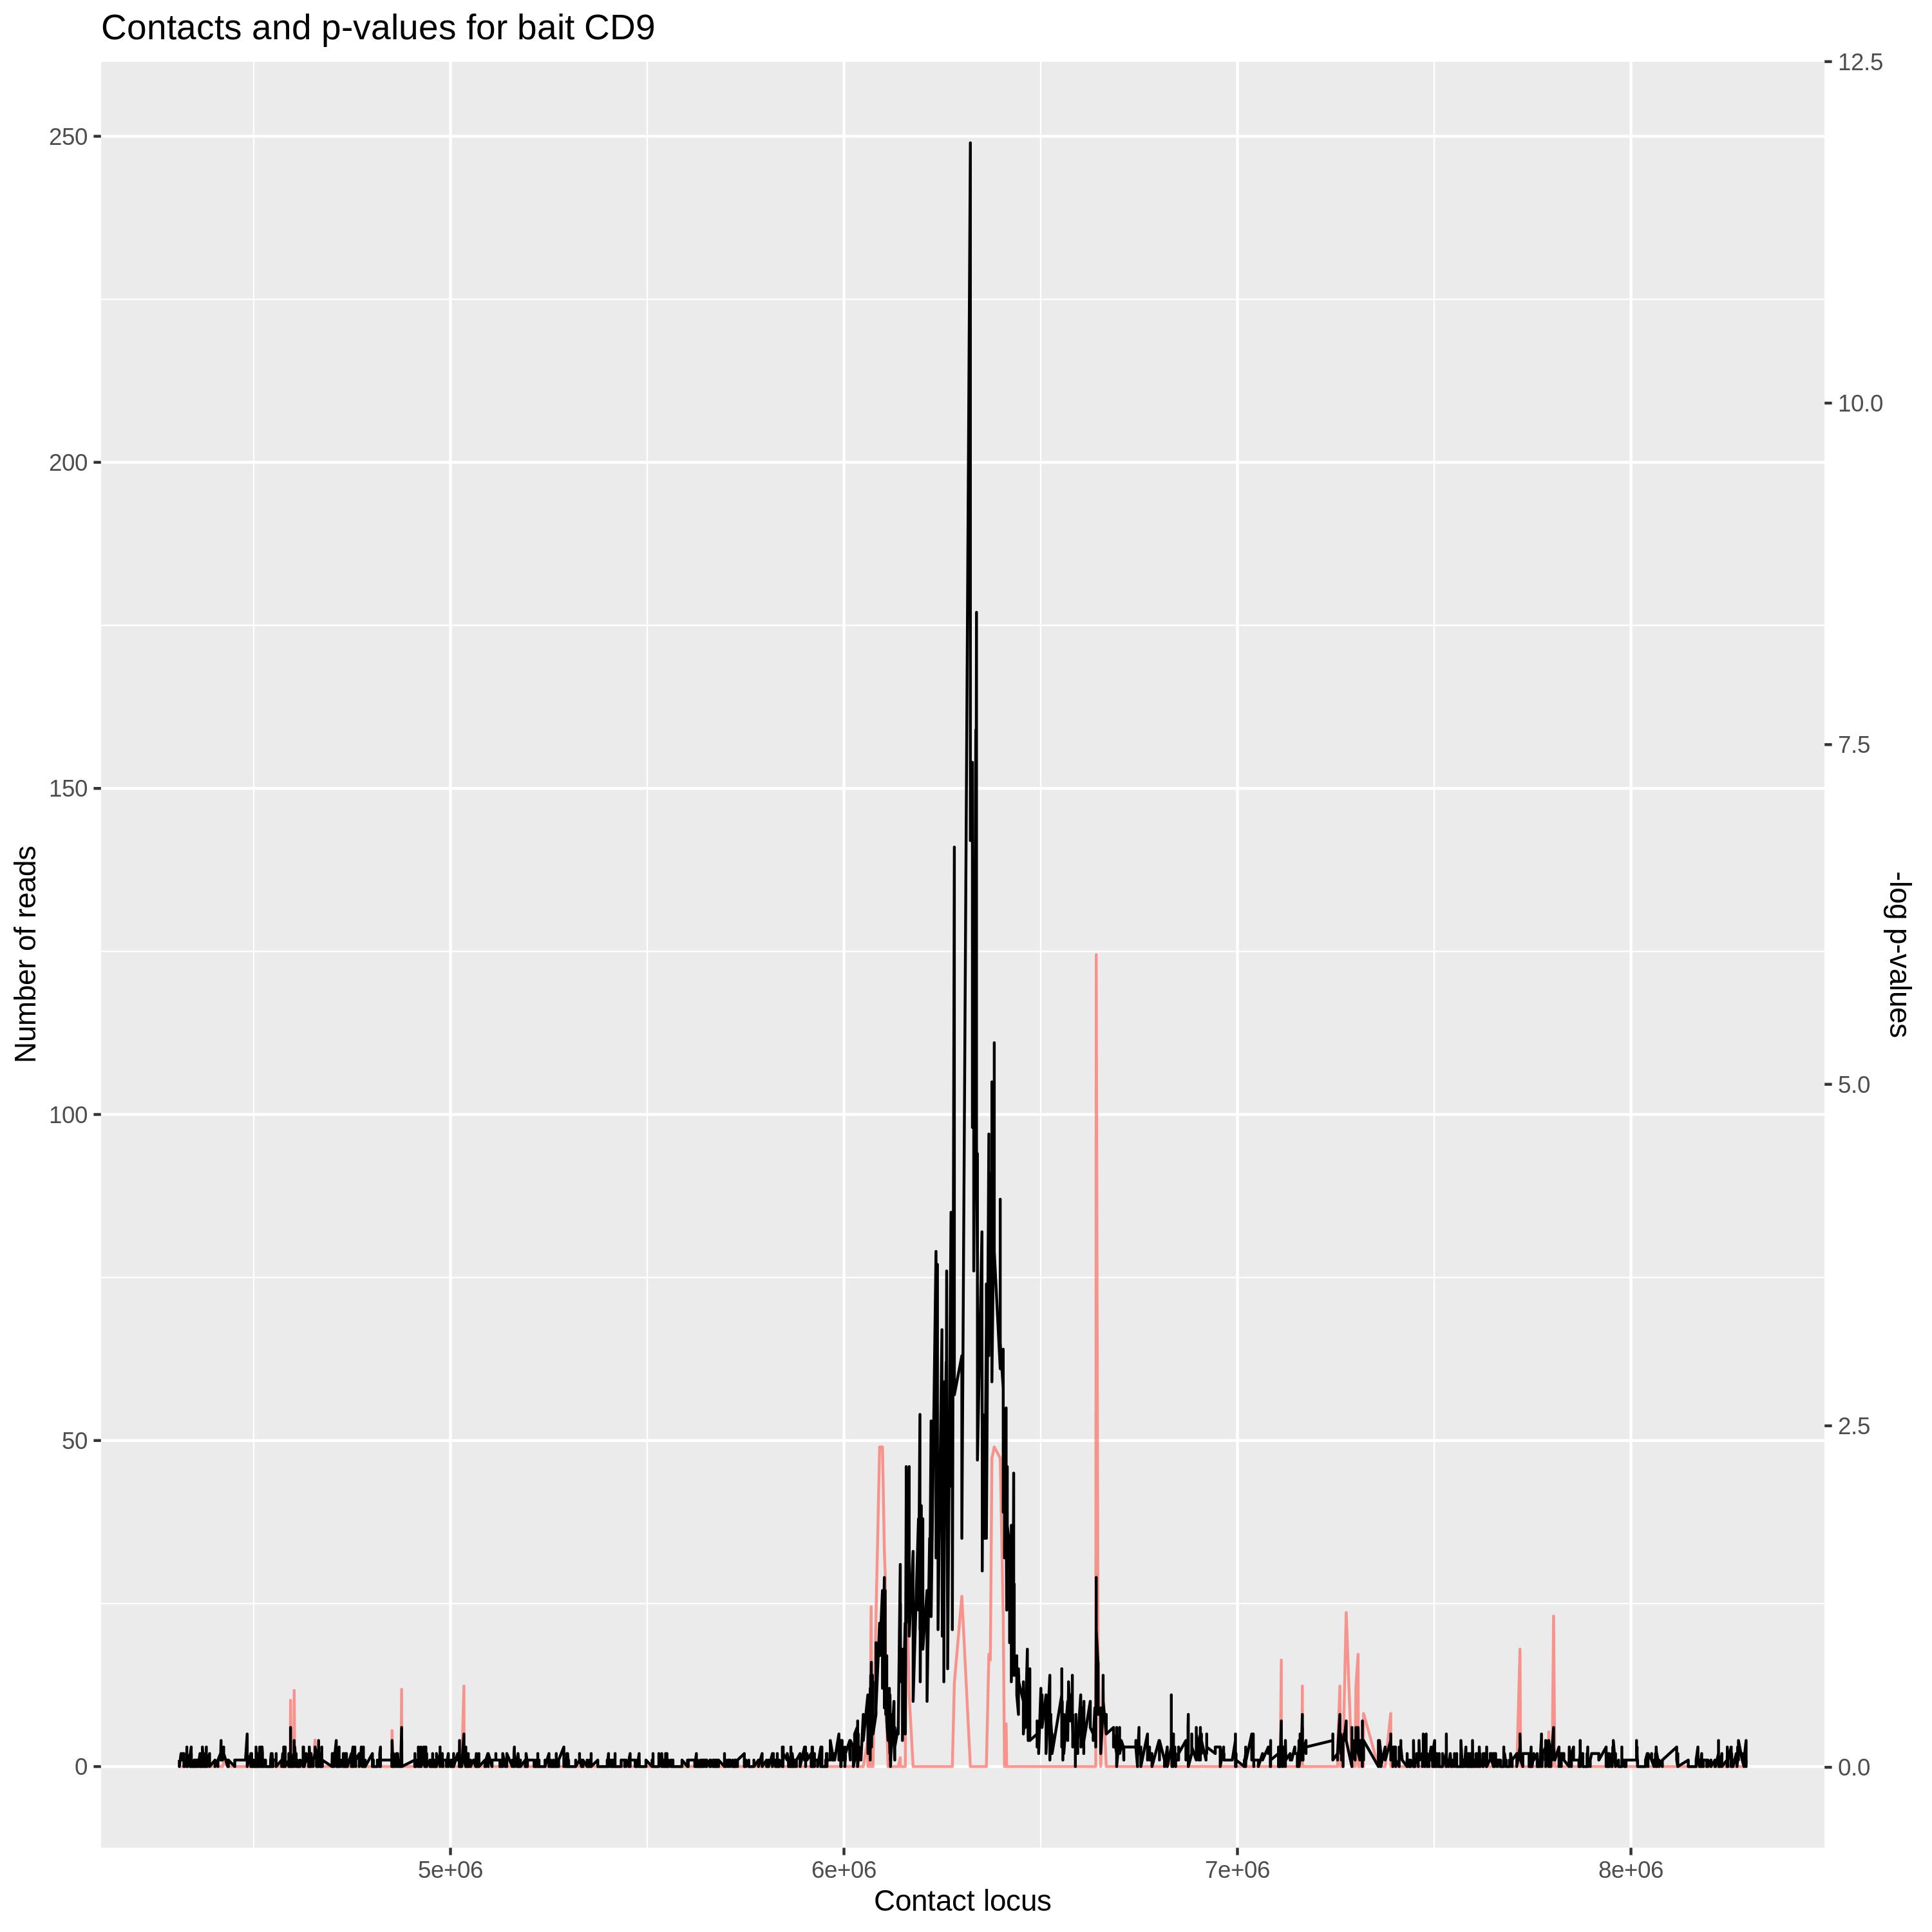 Contacts and p-values for bait CD9
Number of reads
250
200
150
100
50
0
12.5
10.0
7.5
5.0
2.5
0.0
-log p-values
5e+06
6e+06
7e+06
8e+06
Contact locus